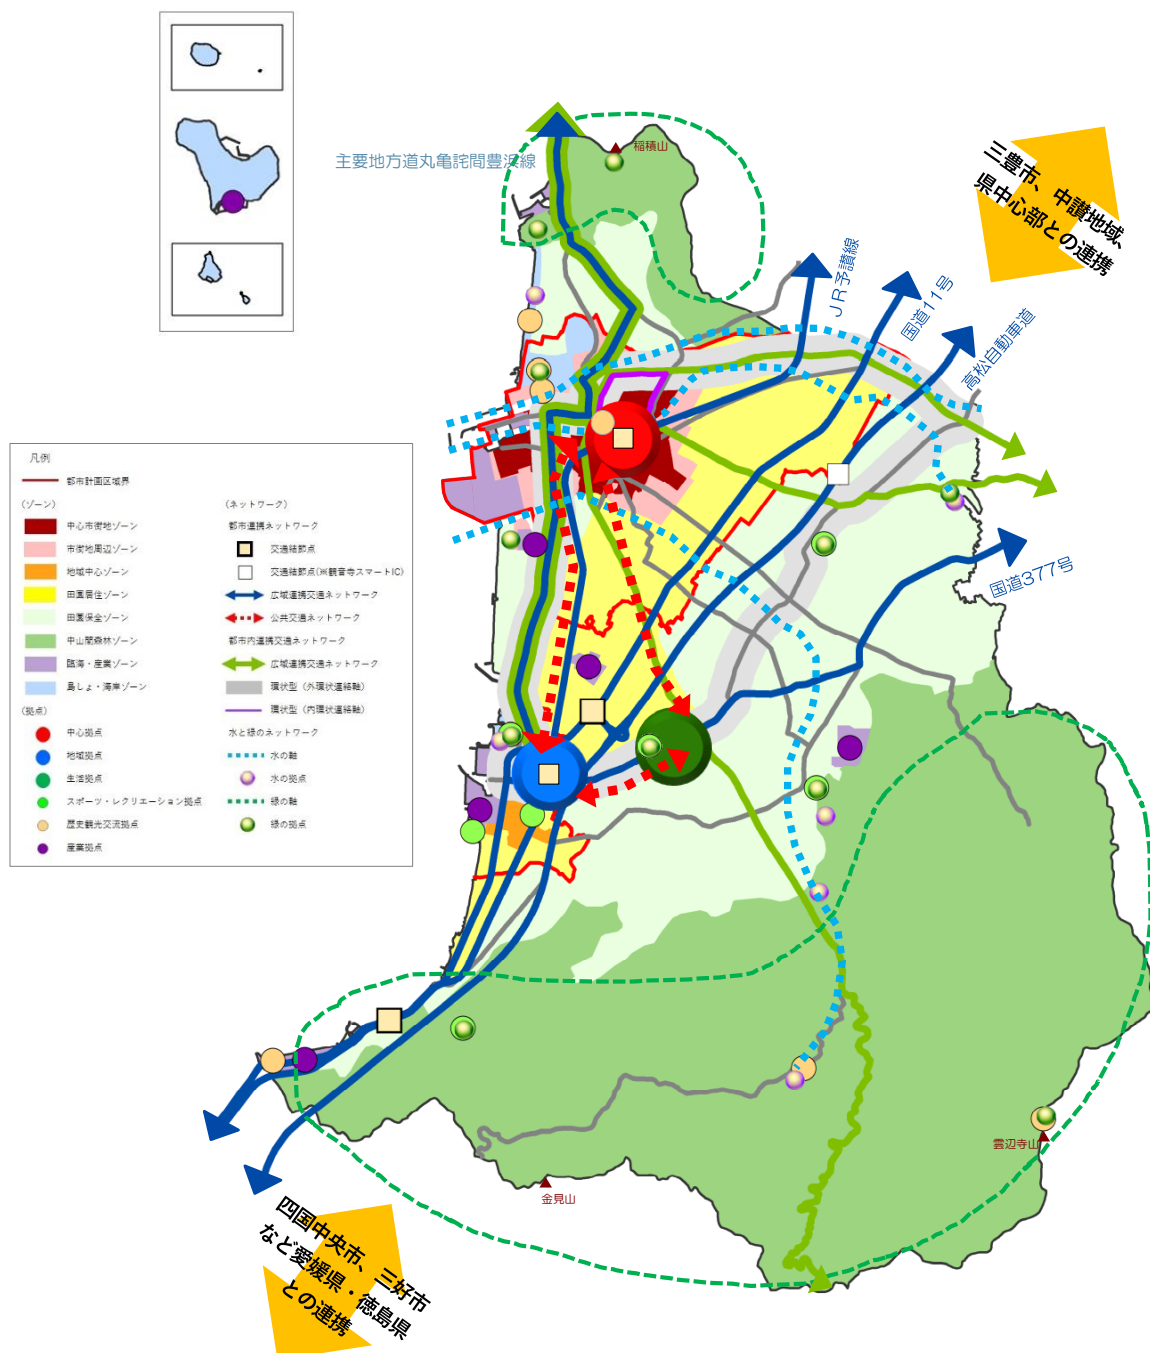 稲積山
主要地方道丸亀詫間豊浜線
三豊市、中讃地域、
県中心部との連携
JR予讃線
国道11号
高松自動車道
国道377号
凡例
都市計画区域界
(ゾーン)
中心市街地ゾーン
市街地周辺ゾーン
地域中心ゾーン
田園居住ゾーン
田園保全ゾーン
中山間森林ゾーン
臨海・産業ゾーン
島しょ・海岸ゾーン
(拠点)
中心拠点
地域拠点
生活拠点
スポーツ・レクリエーション拠点
歴史観光交流拠点
産業拠点
(ネットワーク)
都市連携ネットワーク
交通結節点
交通結節点(※観音寺スマートIC)
広域連携交通ネットワーク
公共交通ネットワーク
都市内連携交通ネットワーク
広域連携交通ネットワーク
環状型(外環状連絡軸)
環状型(内環状連絡軸)
水と緑のネットワーク
水の軸
水の拠点
緑の軸
緑の拠点
雲辺寺山
金見山
四国中央市、三好市
など愛媛県・徳島県
との連携